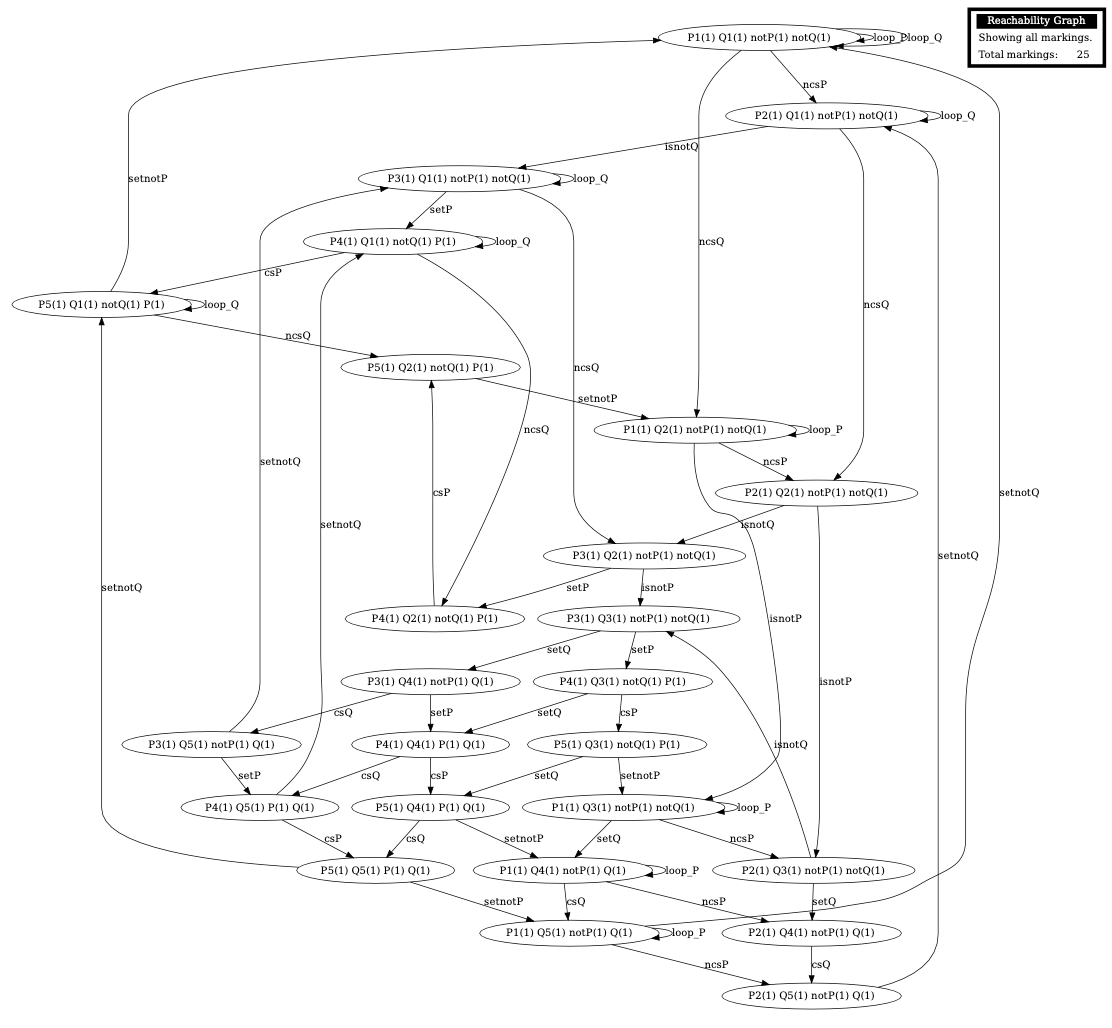 Reachability Graph
Showing all markings.
Total markings: 25
P1(1) Q1(1) notP(1) notQ(1)
loop_P
loop_Q
ncsP
P2(1) Q1(1) notP(1) notQ(1)
loop_Q
isnotQ
P3(1) Q1(1) notP(1) notQ(1)
loop_Q
setnotP
setP
P4(1) Q1(1) notQ(1) P(1)
loop_Q
ncsQ
csP
P5(1) Q1(1) notQ(1) P(1)
loop_Q
ncsQ
ncsQ
P5(1) Q2(1) notQ(1) P(1)
ncsQ
setnotP
P1(1) Q2(1) notP(1) notQ(1)
loop_P
ncsQ
setnotQ
ncsP
csP
P2(1) Q2(1) notP(1) notQ(1)
setnotQ
setnotQ
isnotQ
P3(1) Q2(1) notP(1) notQ(1)
setnotQ
setnotQ
setP
isnotP
P4(1) Q2(1) notQ(1) P(1)
P3(1) Q3(1) notP(1) notQ(1)
isnotP
setQ
setP
P3(1) Q4(1) notP(1) Q(1)
P4(1) Q3(1) notQ(1) P(1)
isnotP
csQ
setP
setQ
csP
P3(1) Q5(1) notP(1) Q(1)
P4(1) Q4(1) P(1) Q(1)
P5(1) Q3(1) notQ(1) P(1)
isnotQ
setP
csQ
csP
setQ
setnotP
P4(1) Q5(1) P(1) Q(1)
P5(1) Q4(1) P(1) Q(1)
P1(1) Q3(1) notP(1) notQ(1)
loop_P
csP
csQ
setnotP
setQ
ncsP
P5(1) Q5(1) P(1) Q(1)
P1(1) Q4(1) notP(1) Q(1)
loop_P
P2(1) Q3(1) notP(1) notQ(1)
setnotP
csQ
ncsP
setQ
P1(1) Q5(1) notP(1) Q(1)
loop_P
P2(1) Q4(1) notP(1) Q(1)
ncsP
csQ
P2(1) Q5(1) notP(1) Q(1)